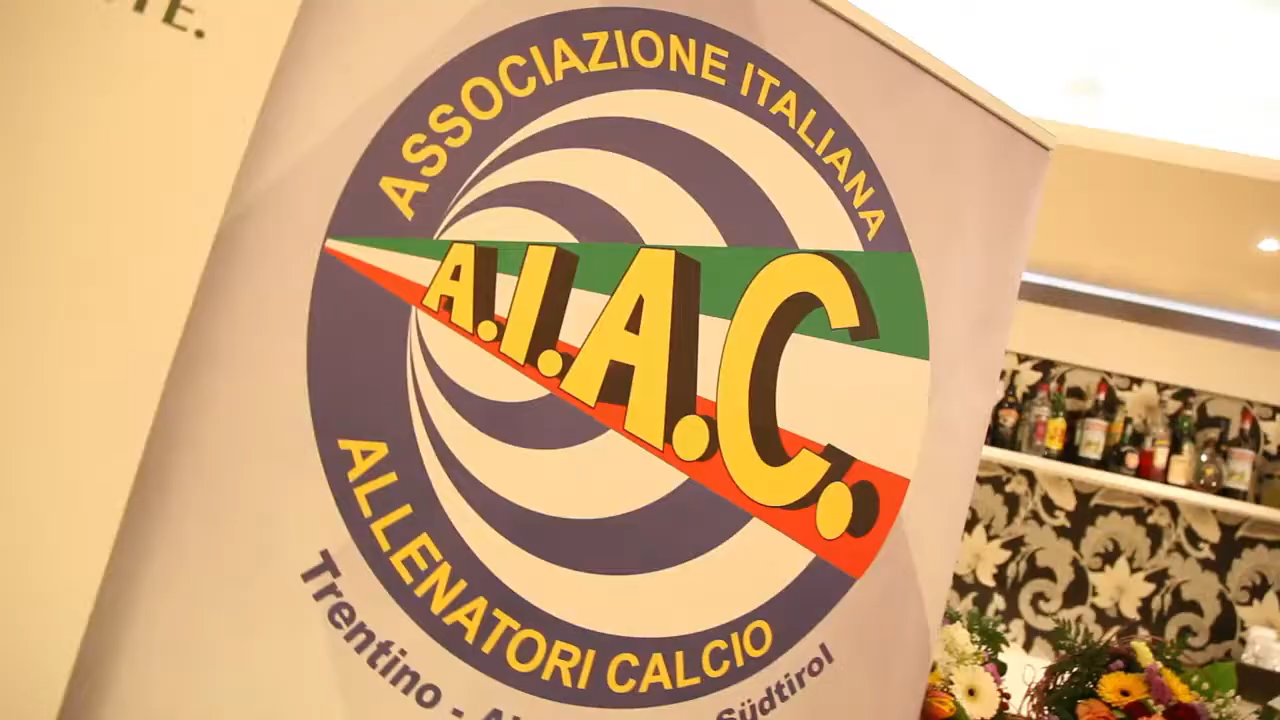 ASSOCIAZIONE ITALIANA
A.I.A.C.
ALLENATORI CALCIO
Trentino - Südtirol